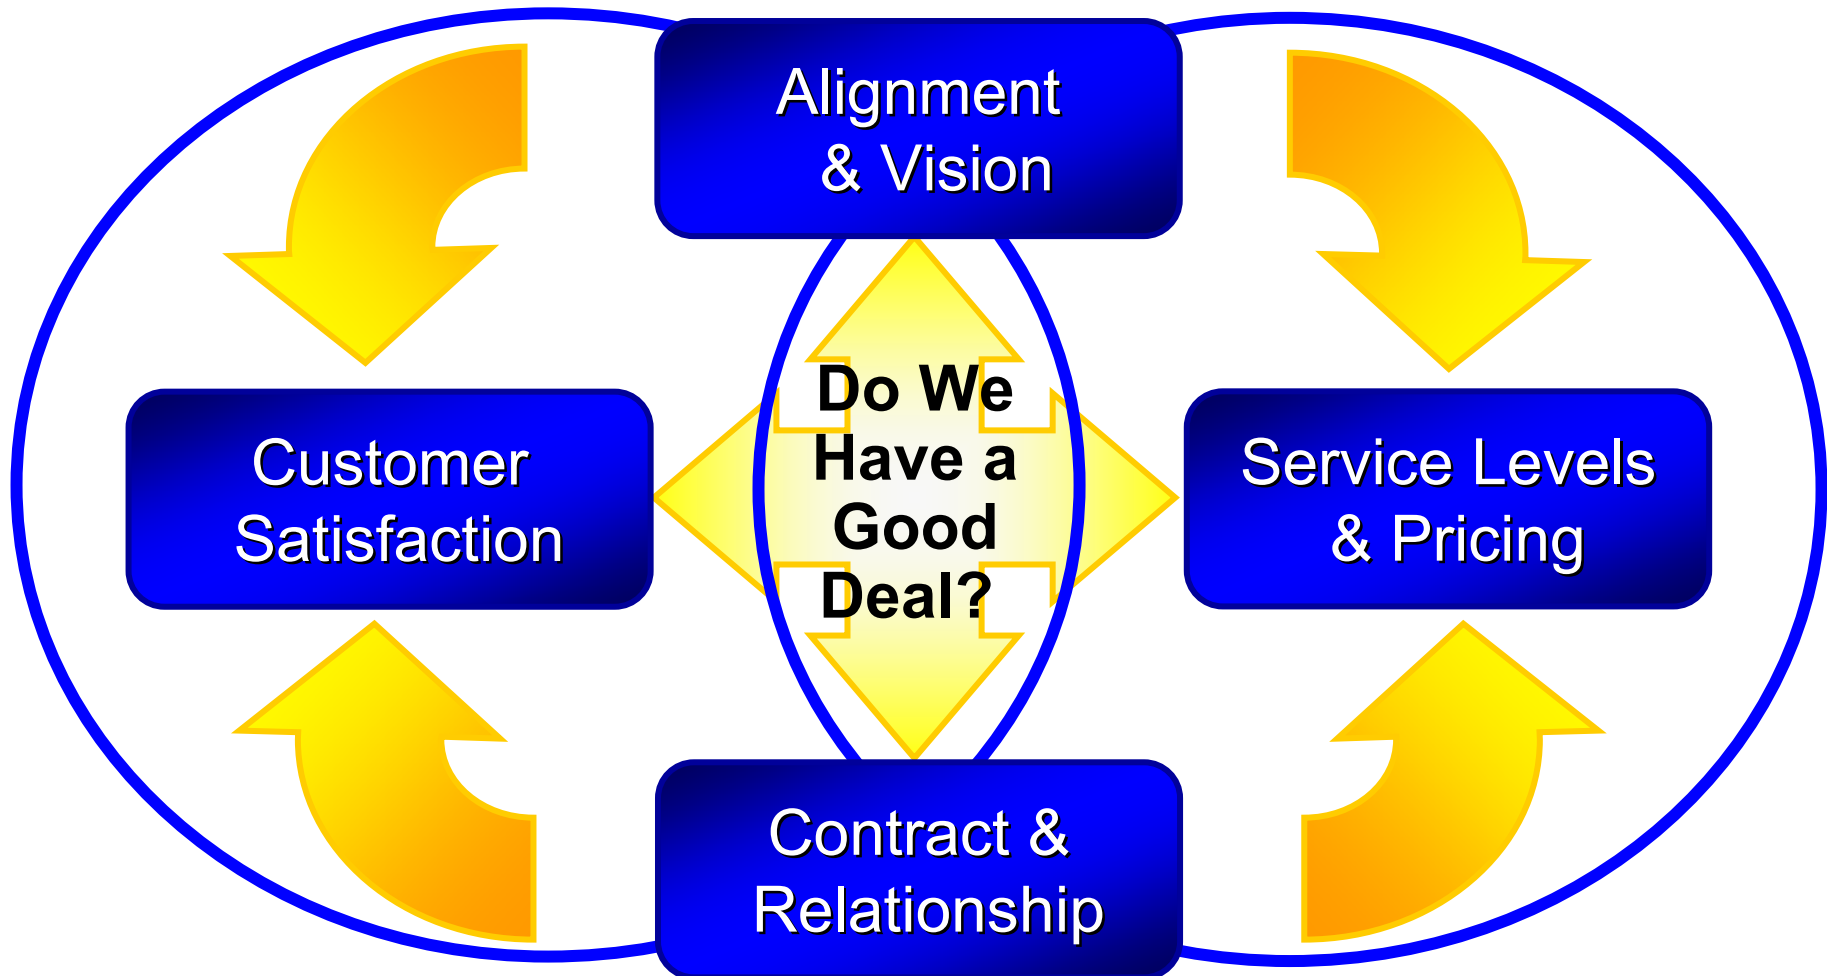 Alignment
& Vision
Customer
Satisfaction
Do We
Have a
Good
Deal?
Service Levels
& Pricing
Contract &
Relationship